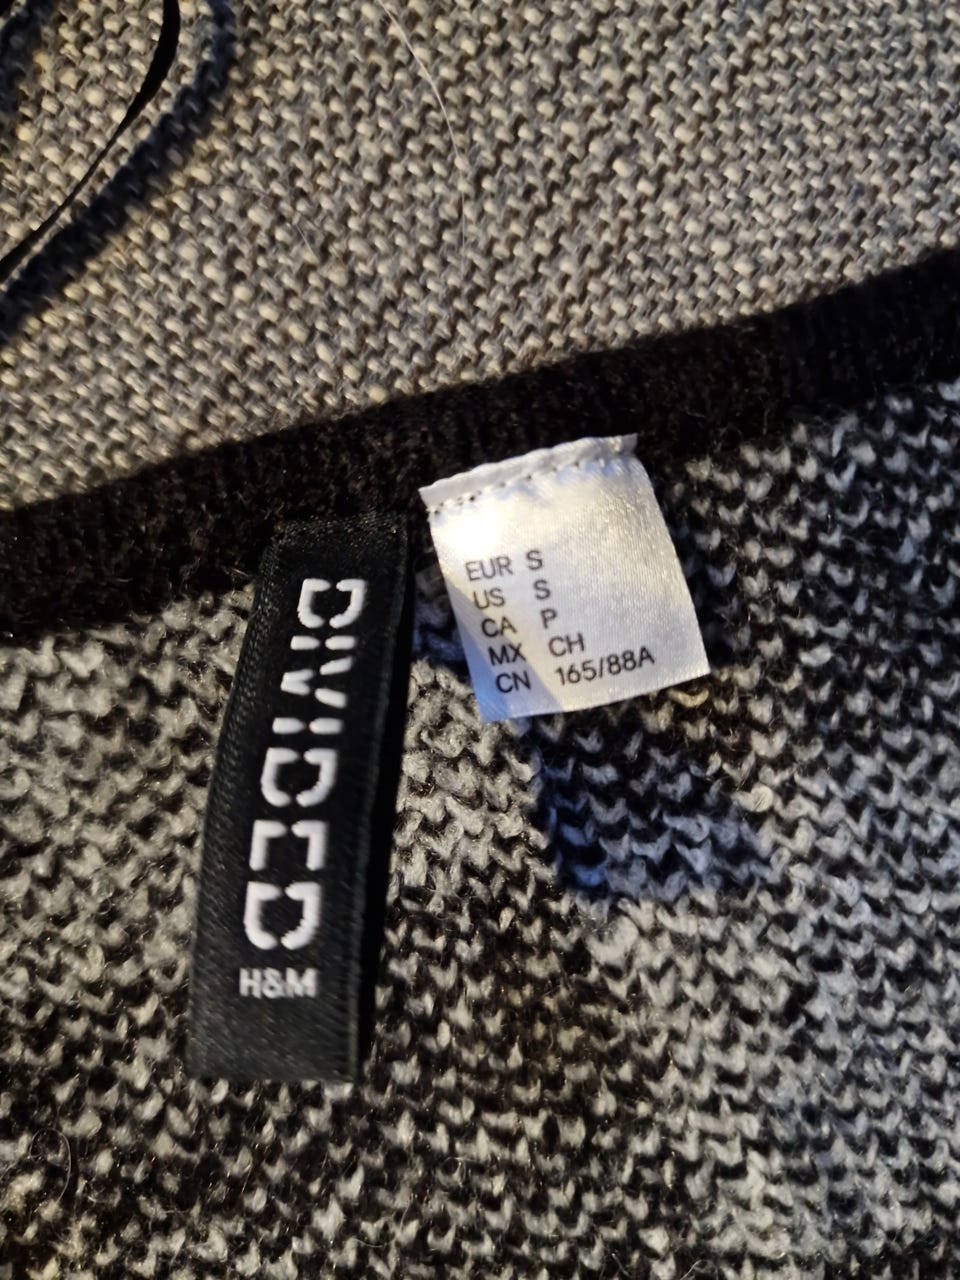 DIVIDED
H&M
EUR S
US S
CA P
MX CH
CN 165/88A